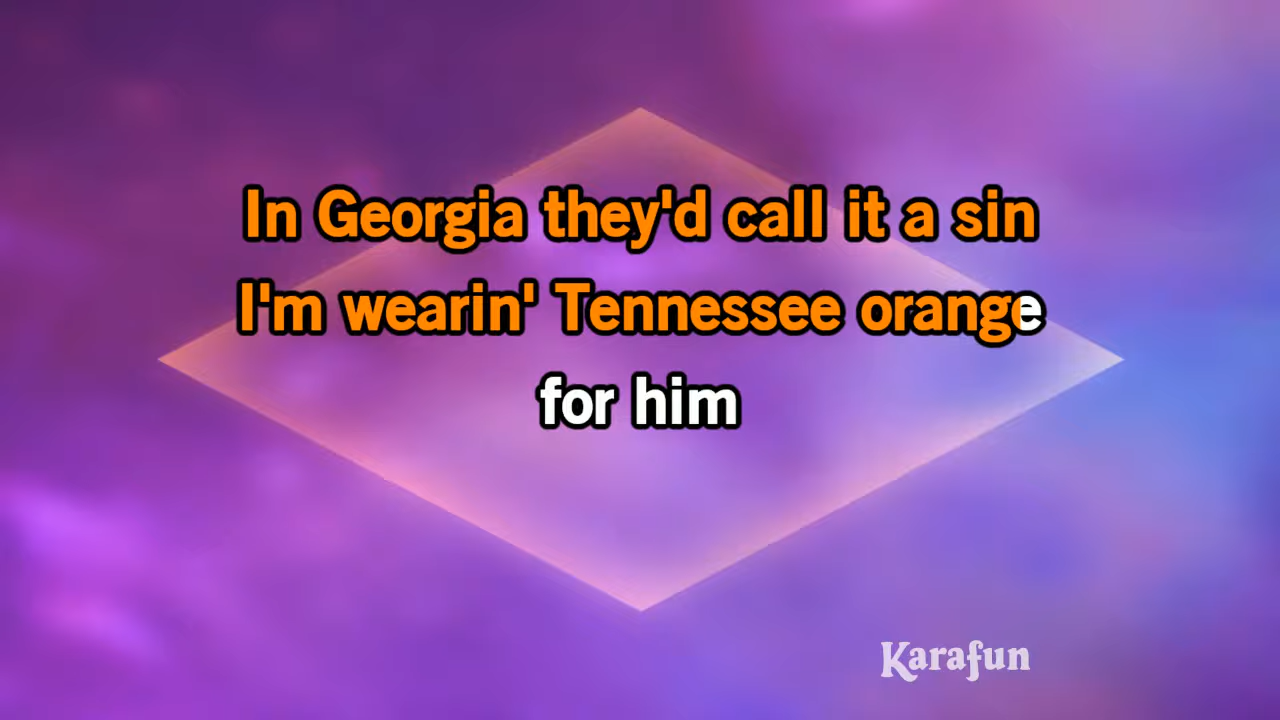 In Georgia they'd call it a sin
I'm wearin' Tennessee orange
for him
Karafun